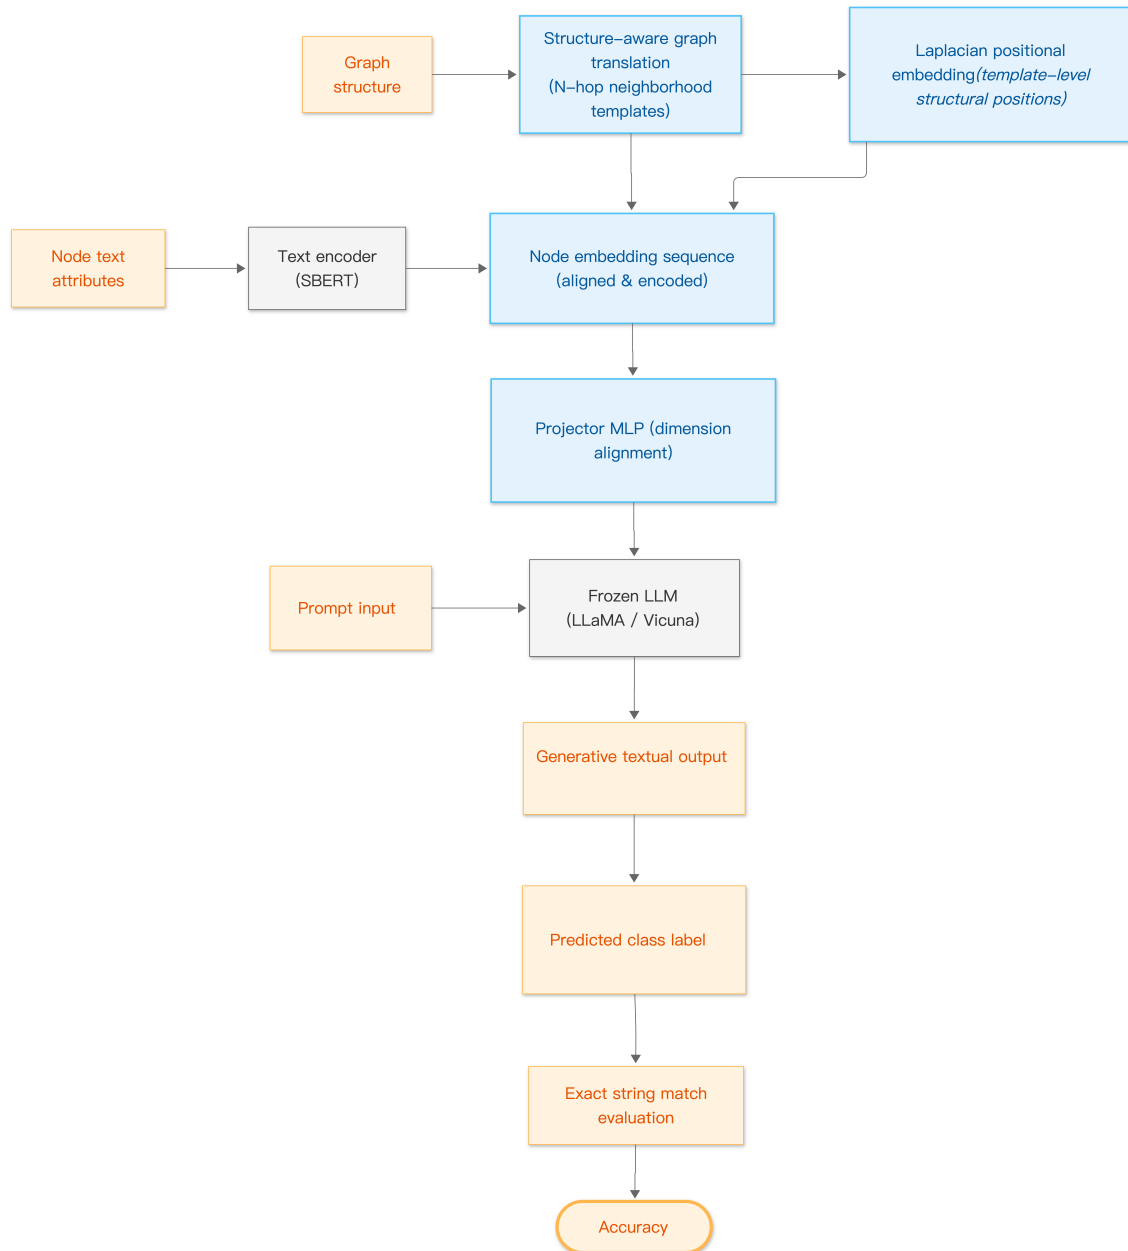 Graph
structure
Structure-aware graph
translation
(N-hop neighborhood
templates)
Laplacian positional
embedding(template-level
structural positions)
Node text
attributes
Text encoder
(SBERT)
Node embedding sequence
(aligned & encoded)
Projector MLP (dimension
alignment)
Prompt input
Frozen LLM
(LLaMA / Vicuna)
Generative textual output
Predicted class label
Exact string match
evaluation
Accuracy